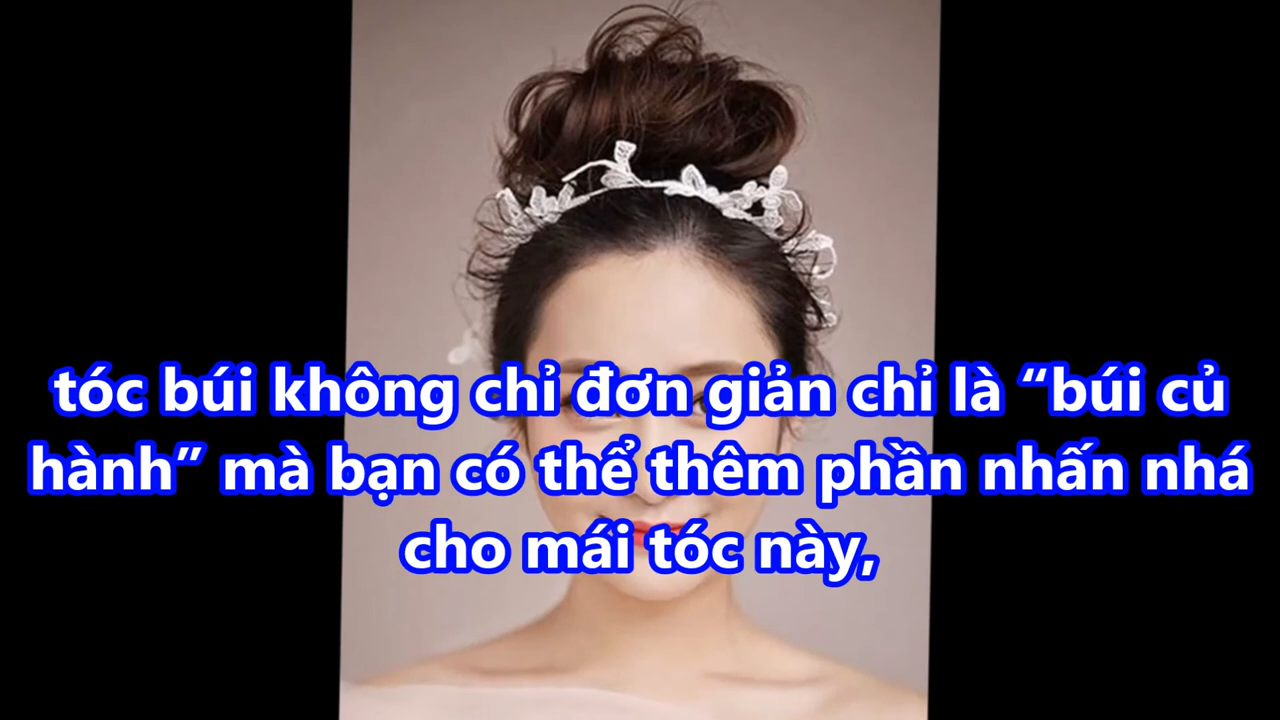 tóc búi không chỉ đơn giản chỉ là “búi củ
hành” mà bạn có thể thêm phần nhấn nhá
cho mái tóc này,